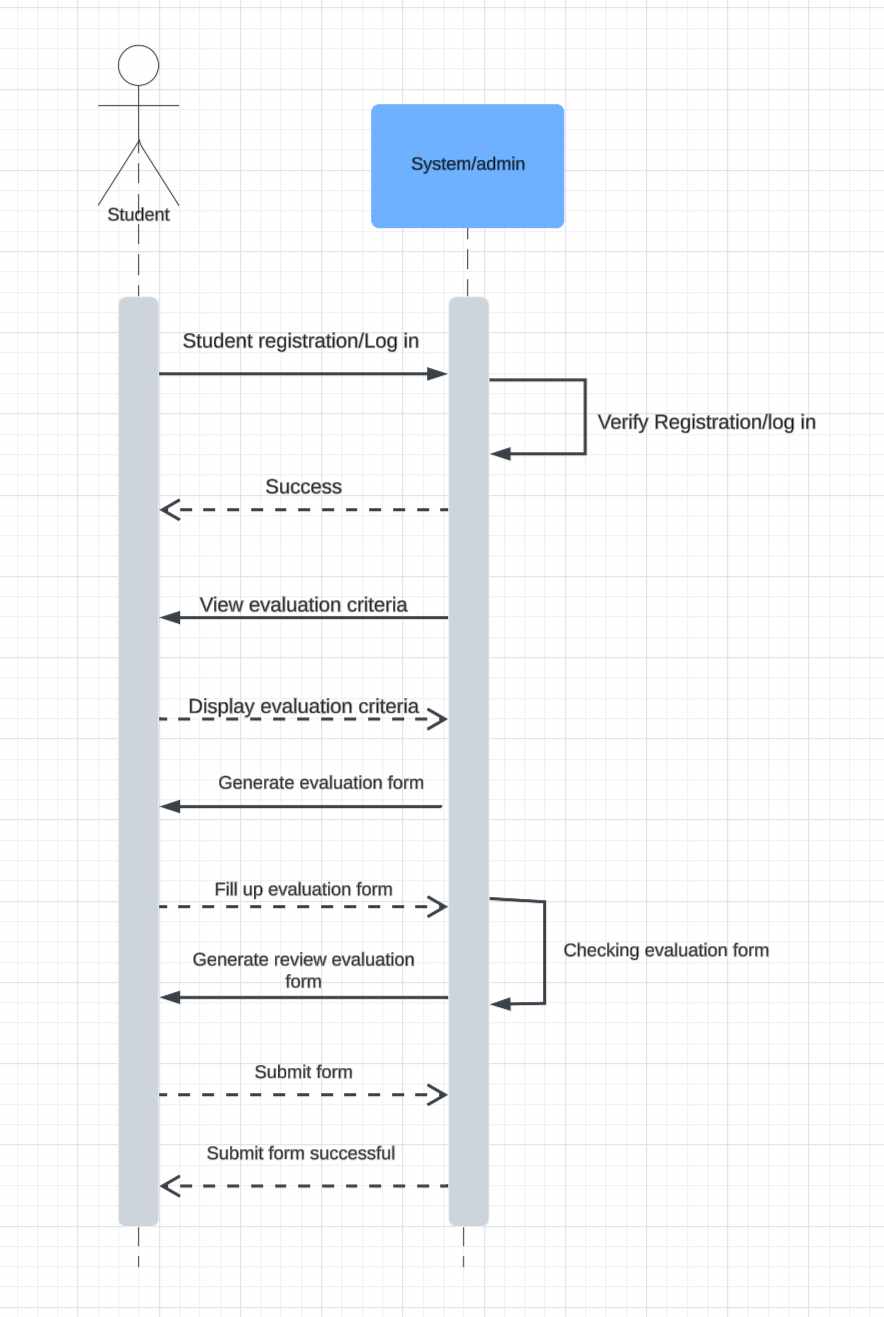 System/admin
Student
Student registration/Log in
Verify Registration/log in
Success
View evaluation criteria
Display evaluation criteria
Generate evaluation form
Fill up evaluation form
Checking evaluation form
Generate review evaluation
form
Submit form
Submit form successful